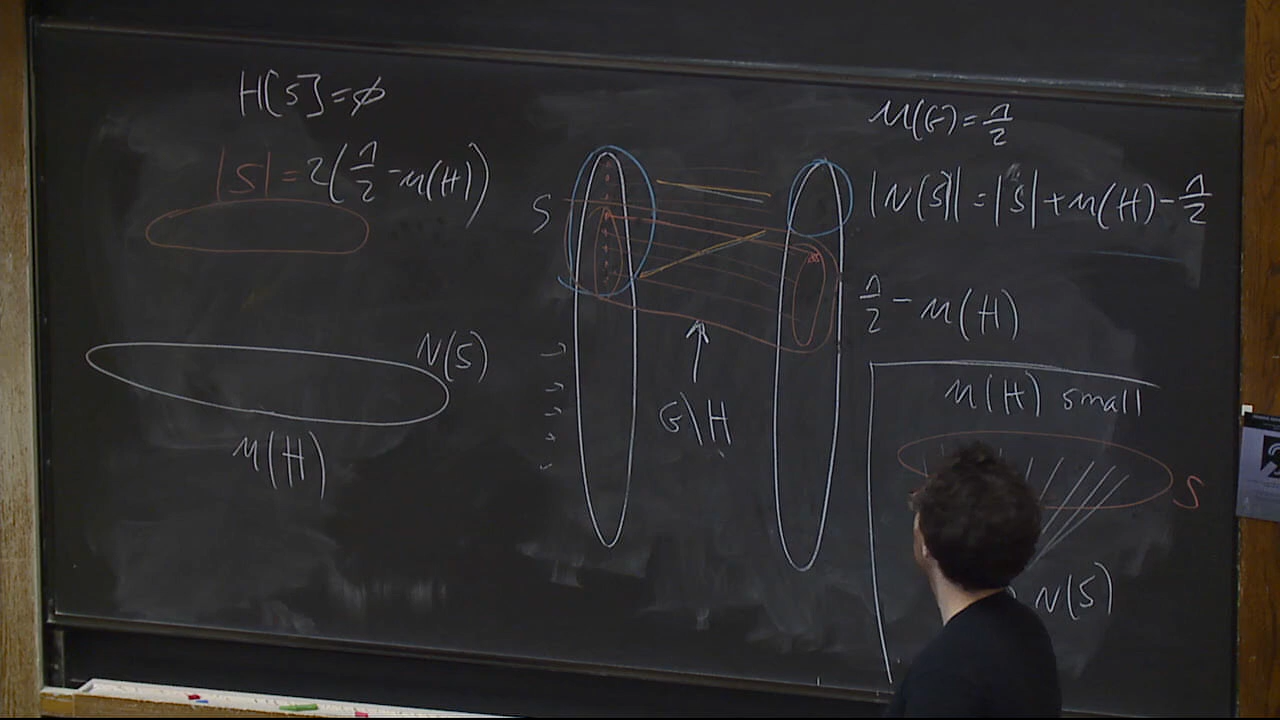 H[S]=∅
|S|=2(n/2-m(H))
N(S)
m(H)
S
G\H
m(G)=n/2
|N(S)|=|S|+m(H)-n/2
n/2-m(H)
m(H) small
S
N(S)